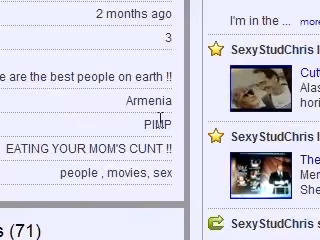 2 months ago
3
e are the best people on earth !!
Armenia
PIMP
EATING YOUR MOM'S CUNT !!
people , movies, sex
s (71)
I'm in the ... more
SexyStudChris l
Cut
Alas
hori
SexyStudChris l
The
Mer
She
SexyStudChris s